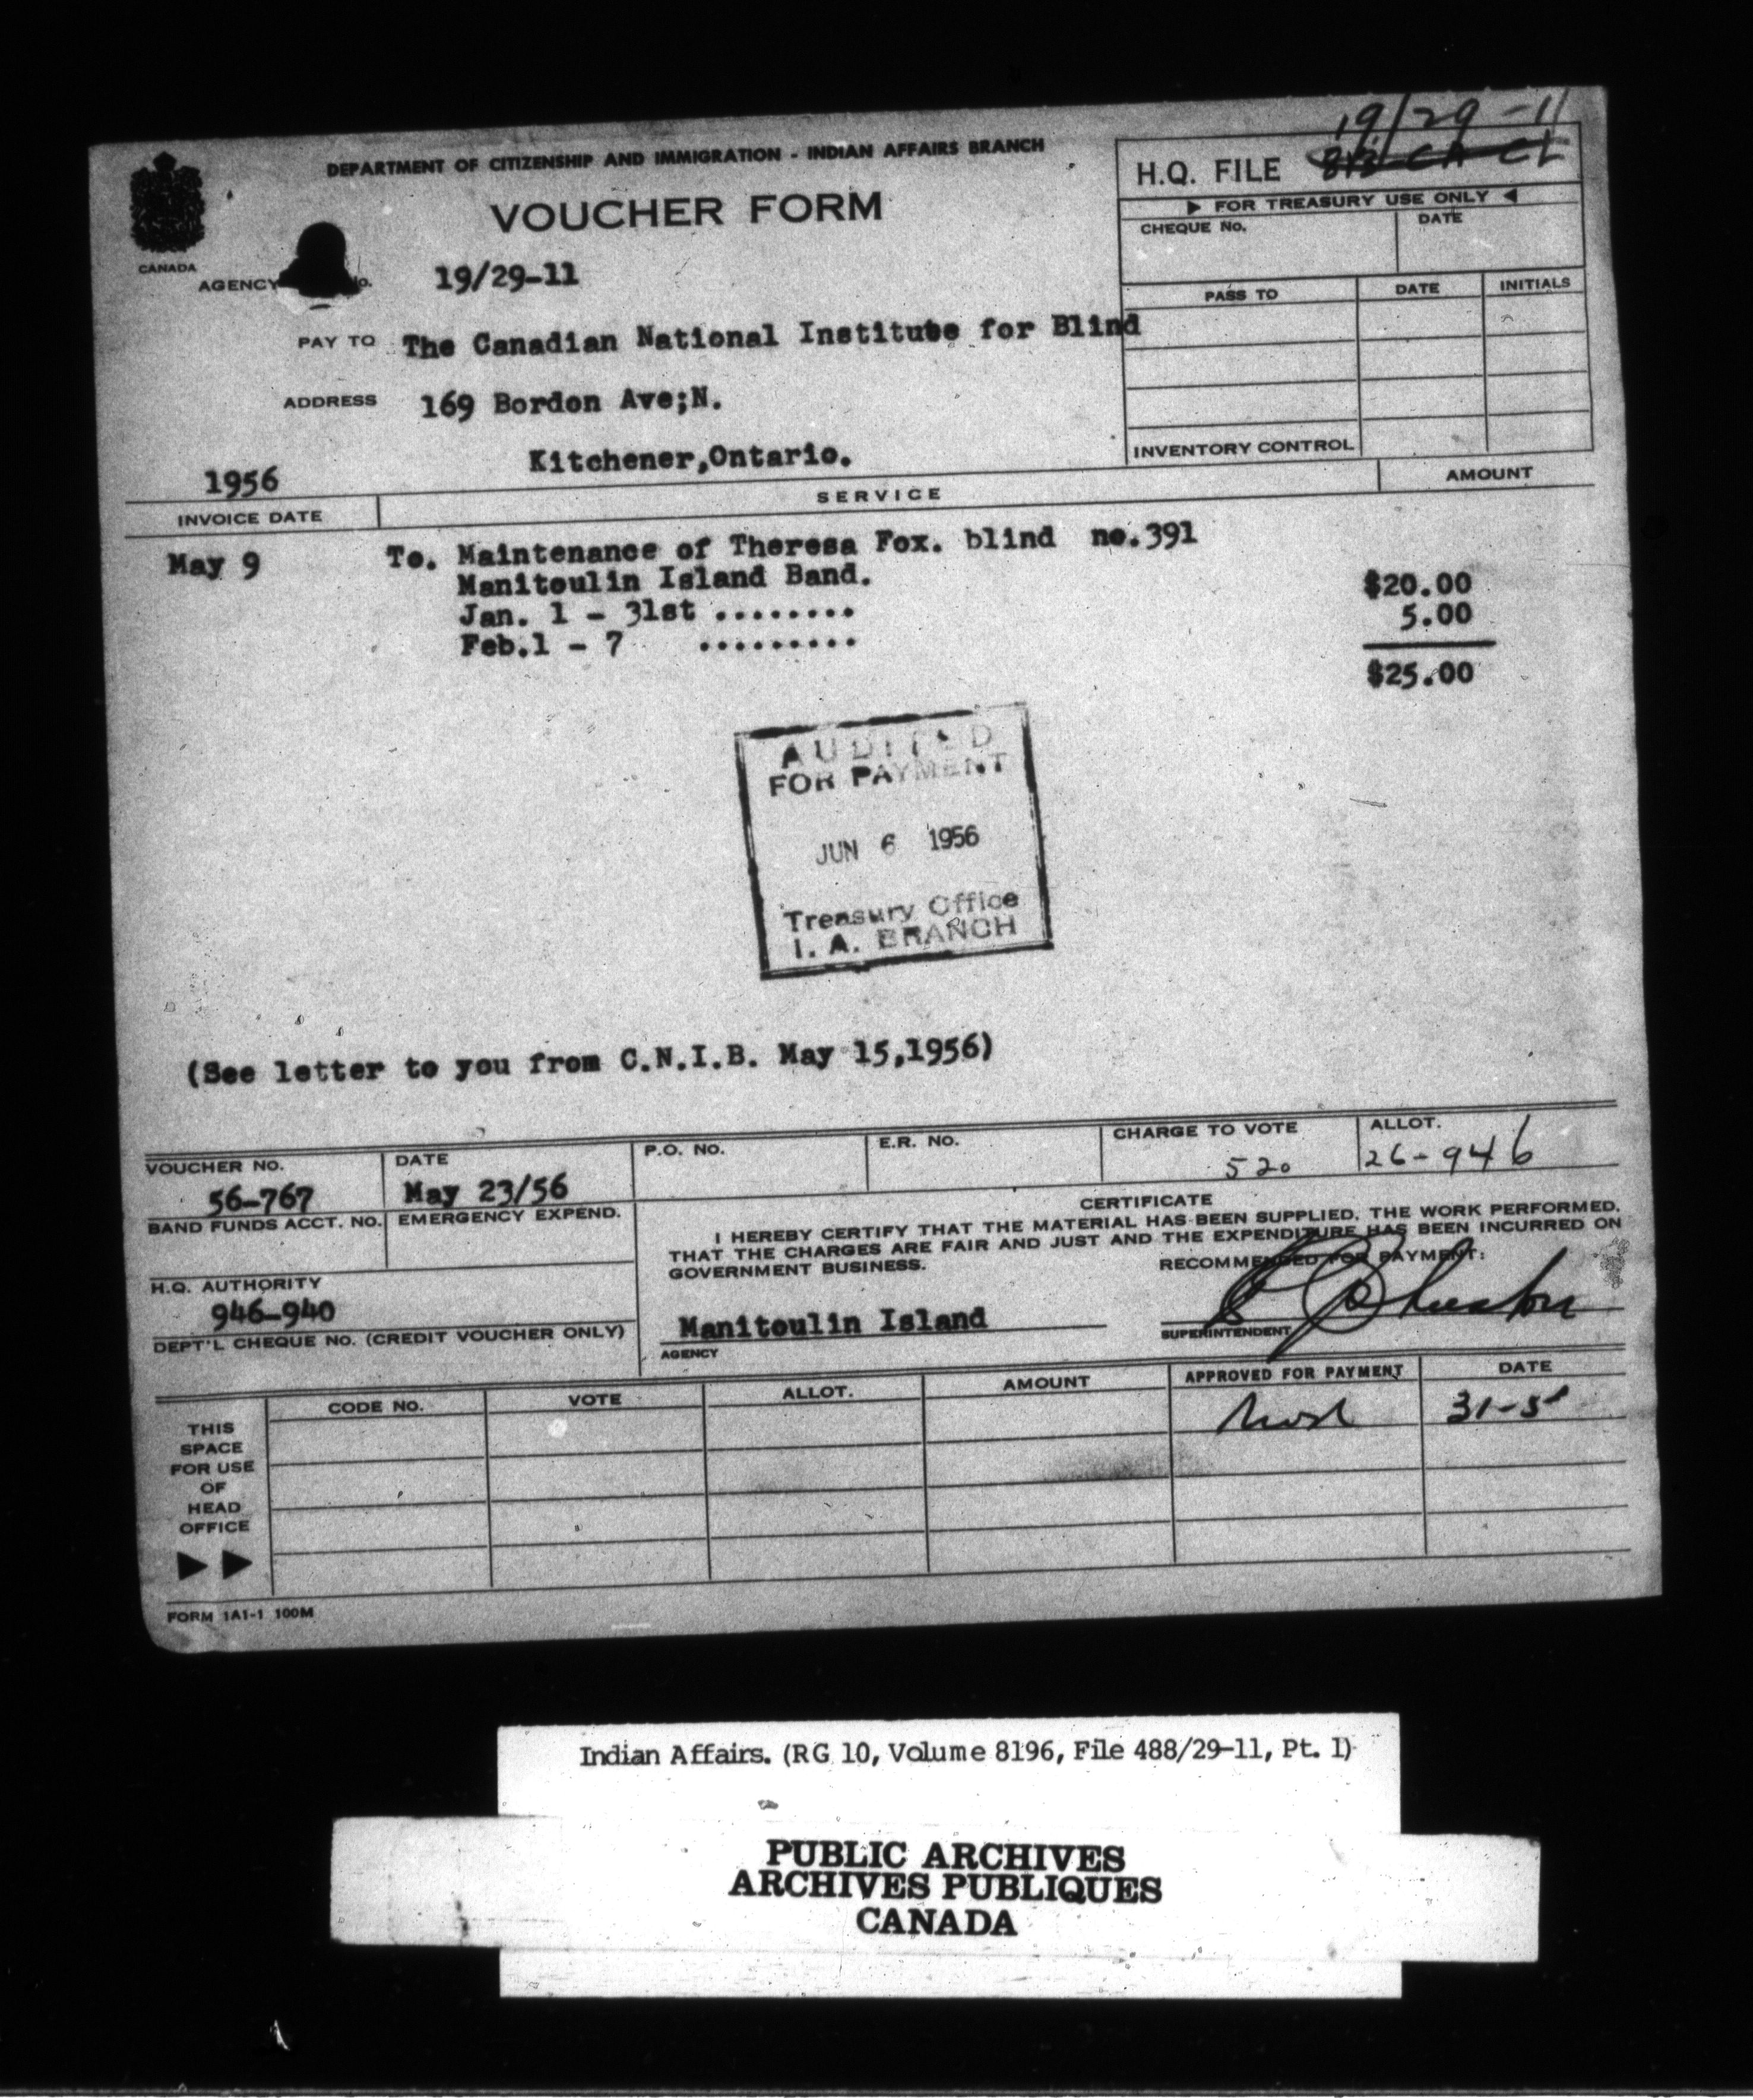 19/29-11
DEPARTMENT OF CITIZENSHIP AND IMMIGRATION - INDIAN AFFAIRS BRANCH
H.Q. FILE
VOUCHER FORM
▶ FOR TREASURY USE ONLY ◀
CHEQUE No. DATE
CANADA
AGENCY o. 19/29-11
PASS TO DATE INITIALS
PAY TO The Canadian National Institute for Blind
ADDRESS 169 Bordon Ave;N.
Kitchener,Ontario.
INVENTORY CONTROL
1956
INVOICE DATE SERVICE AMOUNT
May 9 To. Maintenance of Theresa Fox. blind no.391
Manitoulin Island Band.
Jan. 1 - 31st ........ $20.00
Feb.1 - 7 ......... 5.00
$25.00
AUDITED
FOR PAYMENT
JUN 6 1956
Treasury Office
I. A. BRANCH
(See letter to you from C.N.I.B. May 15,1956)
VOUCHER NO. DATE P.O. NO. E.R. NO. CHARGE TO VOTE ALLOT.
56-767 May 23/56 520 26-946
BAND FUNDS ACCT. NO. EMERGENCY EXPEND.
CERTIFICATE
I HEREBY CERTIFY THAT THE MATERIAL HAS BEEN SUPPLIED, THE WORK PERFORMED,
THAT THE CHARGES ARE FAIR AND JUST AND THE EXPENDITURE HAS BEEN INCURRED ON
GOVERNMENT BUSINESS.
RECOMMENDED FOR PAYMENT:
H.Q. AUTHORITY
946-940
Manitoulin Island
AGENCY
SUPERINTENDENT
DEPT'L CHEQUE No. (CREDIT VOUCHER ONLY)
THIS
SPACE
FOR USE
OF
HEAD
OFFICE
▶▶
CODE NO. VOTE ALLOT. AMOUNT APPROVED FOR PAYMENT DATE
31-5
FORM 1A1-1 100M
Indian Affairs. (RG 10, Volume 8196, File 488/29-11, Pt. 1)
PUBLIC ARCHIVES
ARCHIVES PUBLIQUES
CANADA